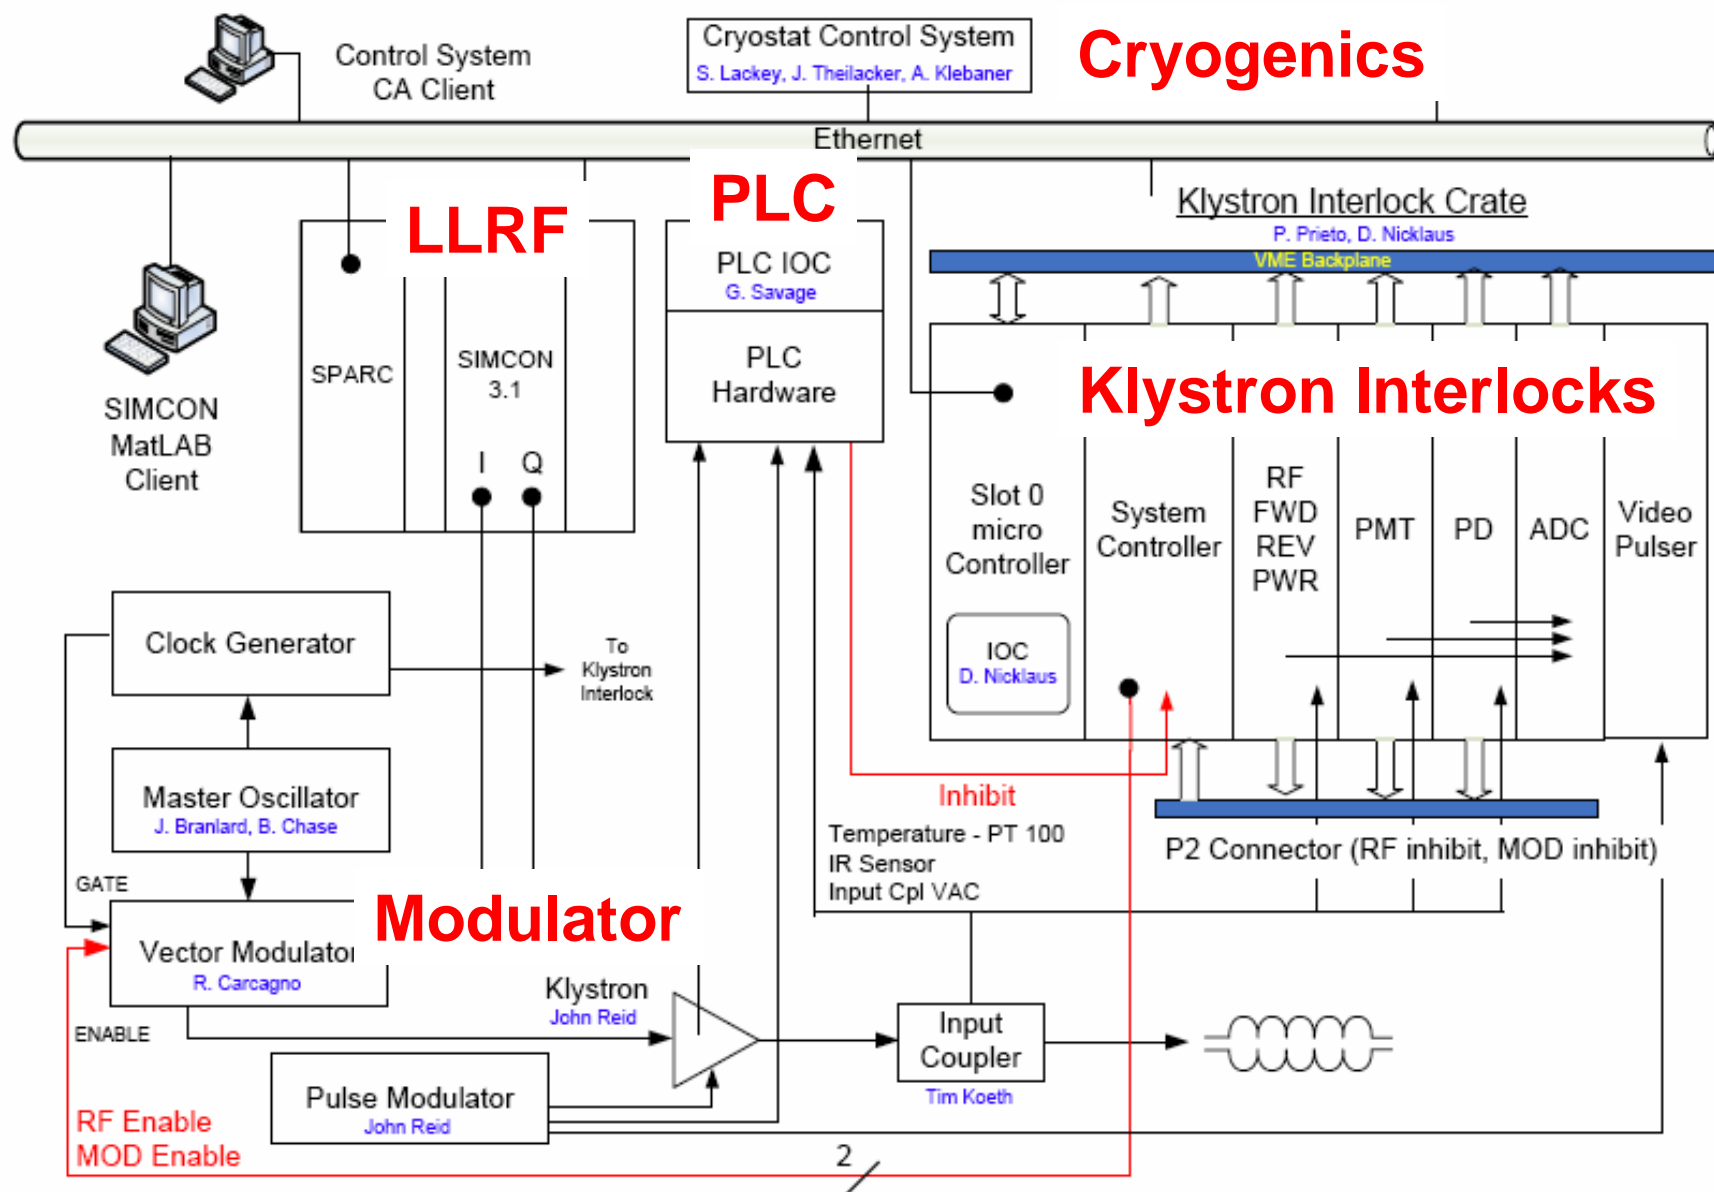 Control System
CA Client
Cryostat Control System
S. Lackey, J. Theilacker, A. Klebaner
Cryogenics
Ethernet
LLRF
PLC
PLC IOC
G. Savage
PLC
Hardware
SPARC
SIMCON
3.1
I Q
SIMCON
MatLAB
Client
Klystron Interlock Crate
P. Prieto, D. Nicklaus
VME Backplane
Klystron Interlocks
Slot 0
micro
Controller
IOC
D. Nicklaus
System
Controller
RF
FWD
REV
PWR
PMT
PD
ADC
Video
Pulser
Clock Generator
To
Klystron
Interlock
Master Oscillator
J. Branlard, B. Chase
Inhibit
Temperature - PT 100
IR Sensor
Input Cpl VAC
P2 Connector (RF inhibit, MOD inhibit)
GATE
Modulator
Vector Modulator
R. Carcagno
ENABLE
Klystron
John Reid
Input
Coupler
Tim Koeth
Pulse Modulator
John Reid
RF Enable
MOD Enable
2